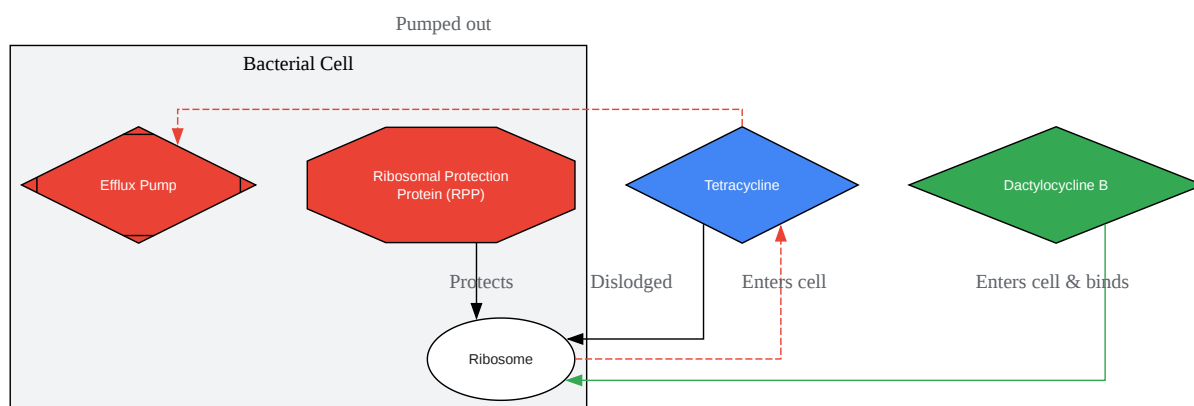 Pumped out
Bacterial Cell
Efflux Pump
Ribosomal Protection
Protein (RPP)
Tetracycline
Dactylocycline B
Protects
Dislodged
Enters cell
Enters cell & binds
Ribosome